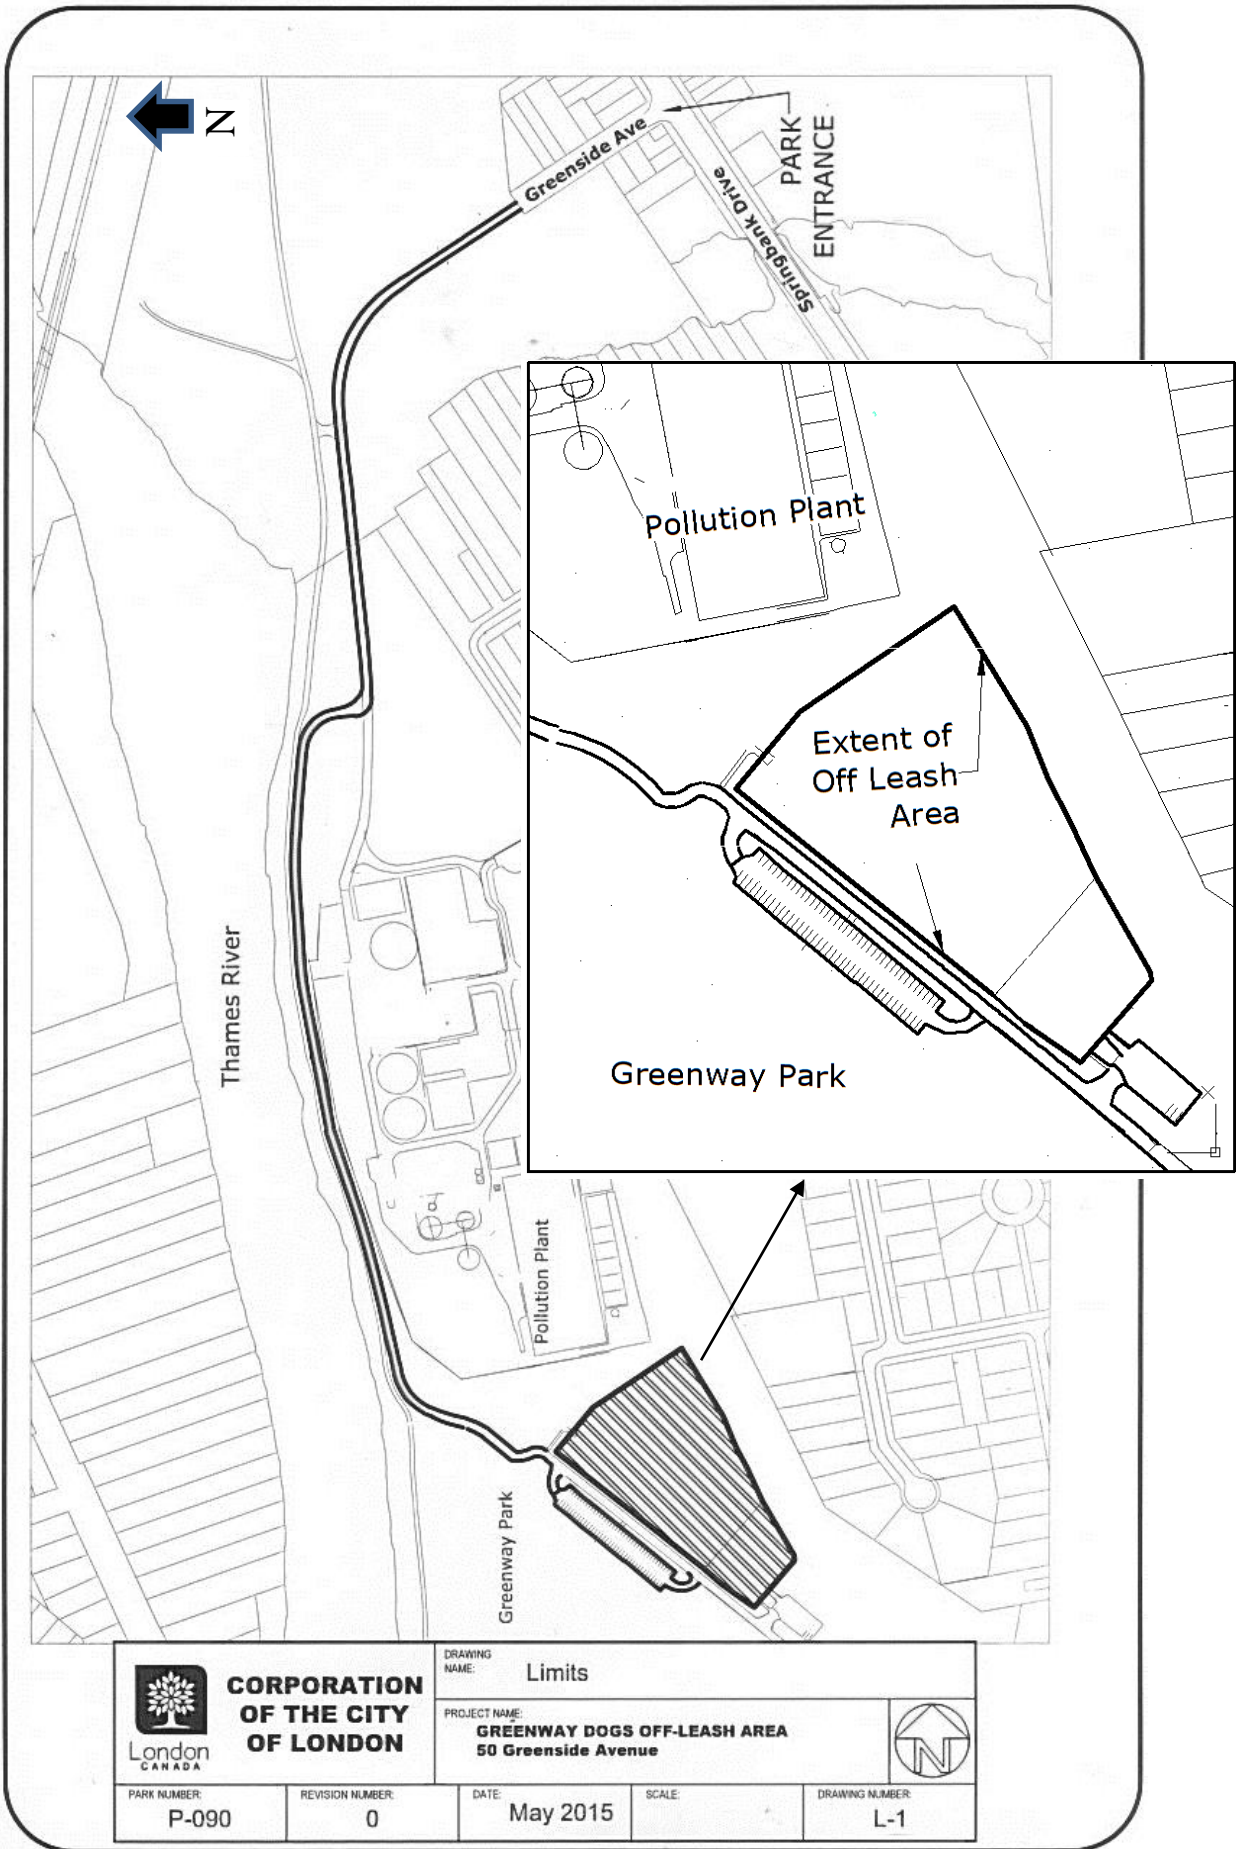 N
Greenside Ave
PARK
ENTRANCE
Springbank Drive
Pollution Plant
Extent of
Off Leash
Area
Greenway Park
Thames River
Pollution Plant
Greenway Park
London
CANADA
CORPORATION
OF THE CITY
OF LONDON
DRAWING
NAME:
Limits
PROJECT NAME:
GREENWAY DOGS OFF-LEASH AREA
50 Greenside Avenue
N
PARK NUMBER:
P-090
REVISION NUMBER:
0
DATE:
May 2015
SCALE:
DRAWING NUMBER:
L-1